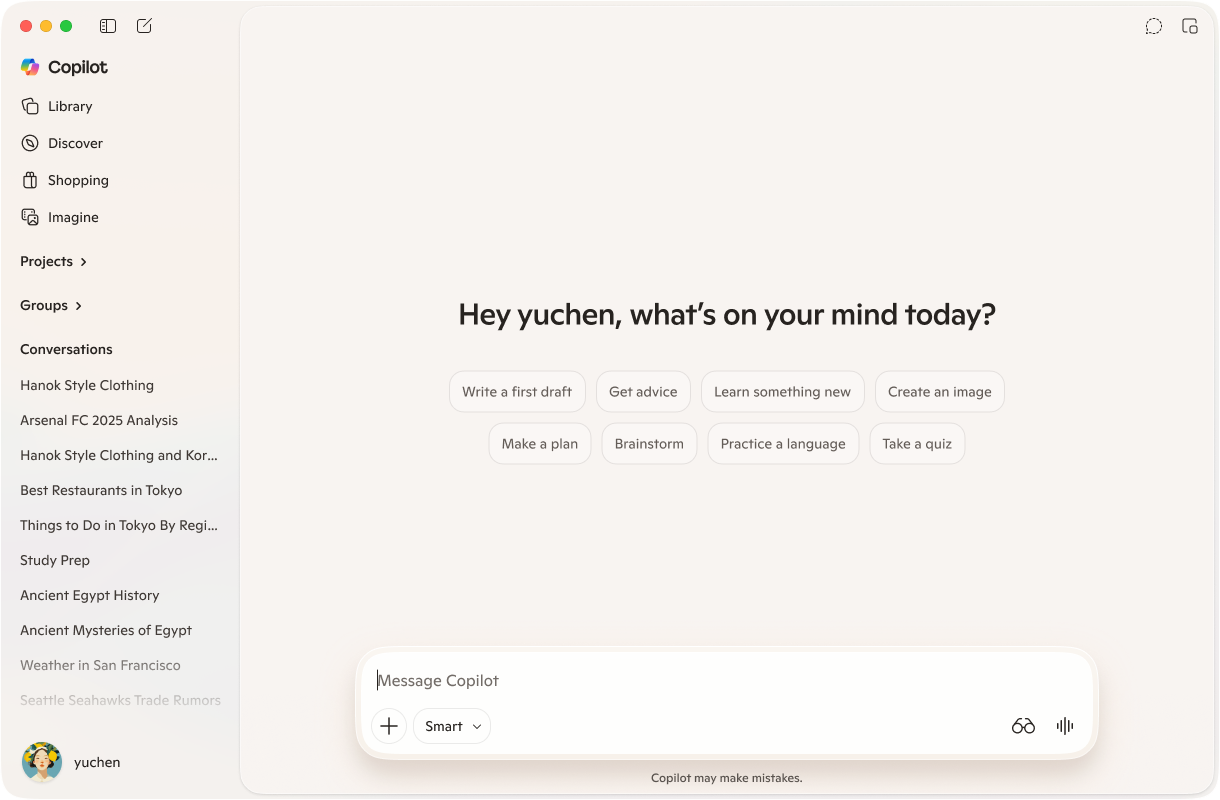 Copilot
Library
Discover
Shopping
Imagine
Projects
Groups
Conversations
Hanok Style Clothing
Arsenal FC 2025 Analysis
Hanok Style Clothing and Kor...
Best Restaurants in Tokyo
Things to Do in Tokyo By Regi...
Study Prep
Ancient Egypt History
Ancient Mysteries of Egypt
Weather in San Francisco
Seattle Seahawks Trade Rumors
yuchen
Hey yuchen, what's on your mind today?
Write a first draft Get advice Learn something new Create an image
Make a plan Brainstorm Practice a language Take a quiz
Message Copilot
Smart
Copilot may make mistakes.